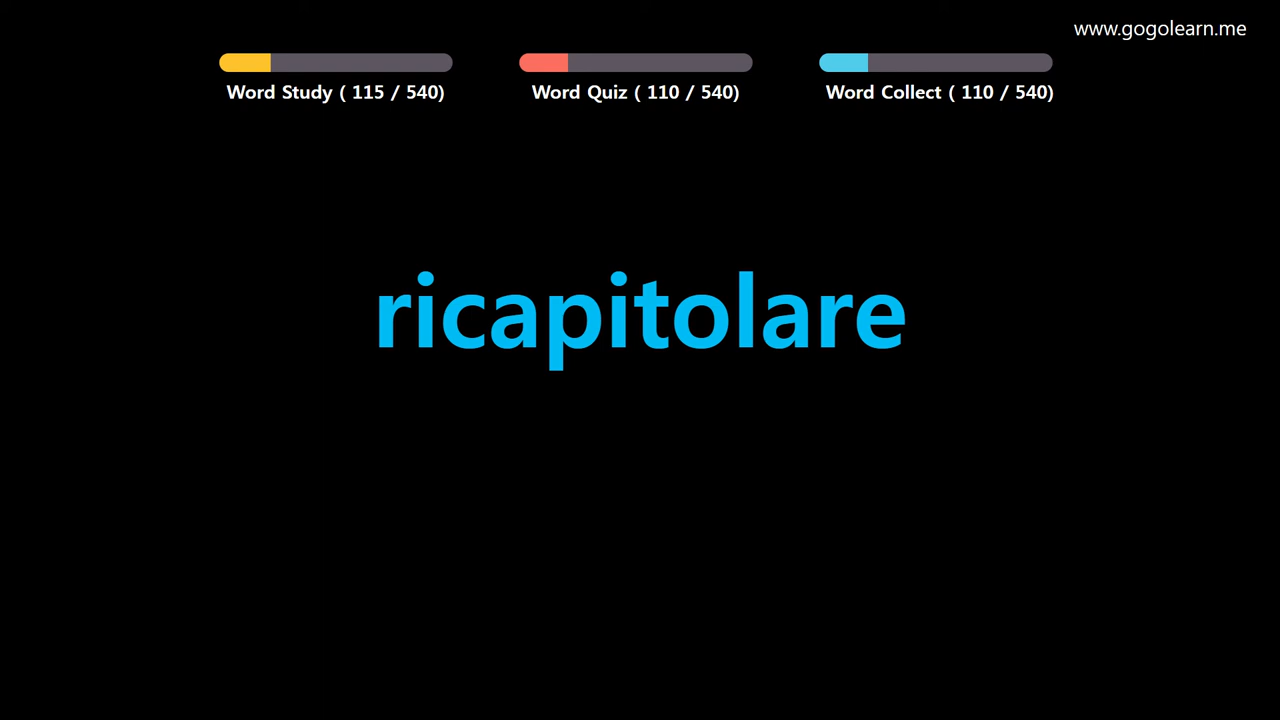 www.gogolearn.me
Word Study ( 115 / 540)
Word Quiz ( 110 / 540)
Word Collect ( 110 / 540)
ricapitolare